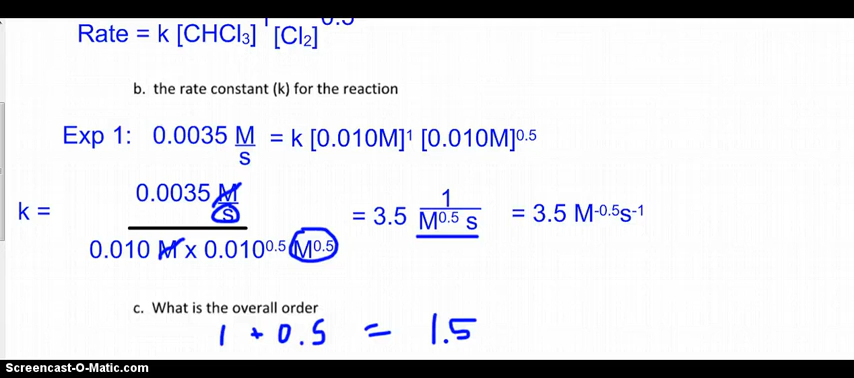 Rate = k [CHCl₃]¹ [Cl₂]⁰·⁵
b. the rate constant (k) for the reaction
Exp 1: 0.0035 M/s = k [0.010M]¹ [0.010M]⁰·⁵
k = 0.0035 M/s / 0.010 M x 0.010⁰·⁵ M⁰·⁵ = 3.5 1/M⁰·⁵ s = 3.5 M⁻⁰·⁵s⁻¹
c. What is the overall order
1 + 0.5 = 1.5
Screencast-O-Matic.com